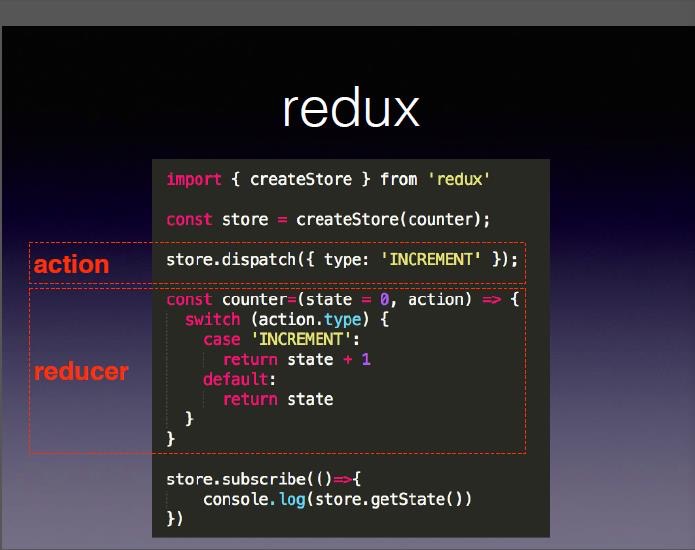 redux
import { createStore } from 'redux'
const store = createStore(counter);
action
store.dispatch({ type: 'INCREMENT' });
reducer
const counter=(state = 0, action) => {
switch (action.type) {
case 'INCREMENT':
return state + 1
default:
return state
}
}
store.subscribe(()=>{
console.log(store.getState())
})